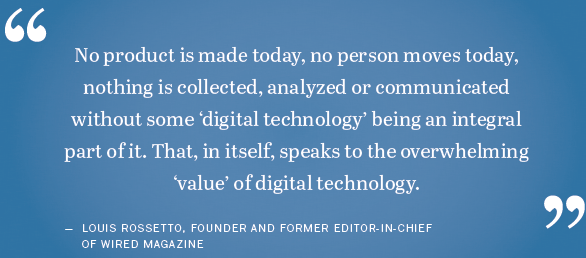 “
No product is made today, no person moves today,
nothing is collected, analyzed or communicated
without some ‘digital technology’ being an integral
part of it. That, in itself, speaks to the overwhelming
‘value’ of digital technology.
”
— LOUIS ROSSETTO, FOUNDER AND FORMER EDITOR-IN-CHIEF
OF WIRED MAGAZINE